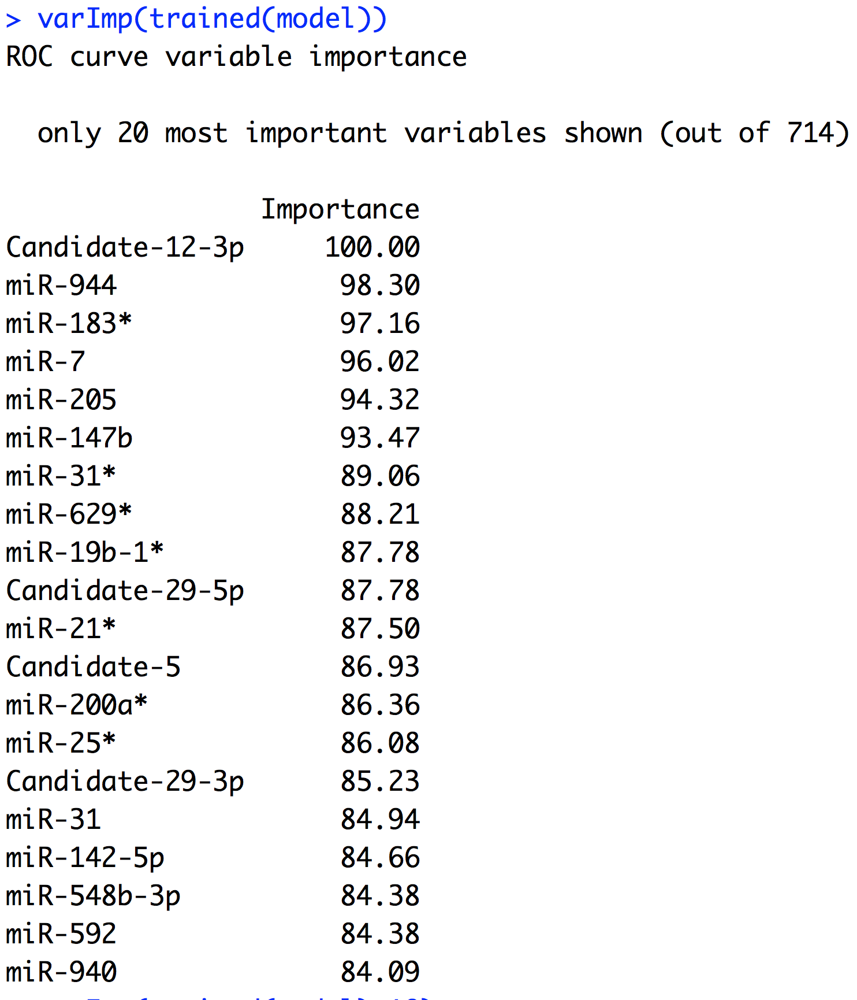 > varImp(trained(model))
ROC curve variable importance
only 20 most important variables shown (out of 714)
Importance
Candidate-12-3p 100.00
miR-944 98.30
miR-183* 97.16
miR-7 96.02
miR-205 94.32
miR-147b 93.47
miR-31* 89.06
miR-629* 88.21
miR-19b-1* 87.78
Candidate-29-5p 87.78
miR-21* 87.50
Candidate-5 86.93
miR-200a* 86.36
miR-25* 86.08
Candidate-29-3p 85.23
miR-31 84.94
miR-142-5p 84.66
miR-548b-3p 84.38
miR-592 84.38
miR-940 84.09